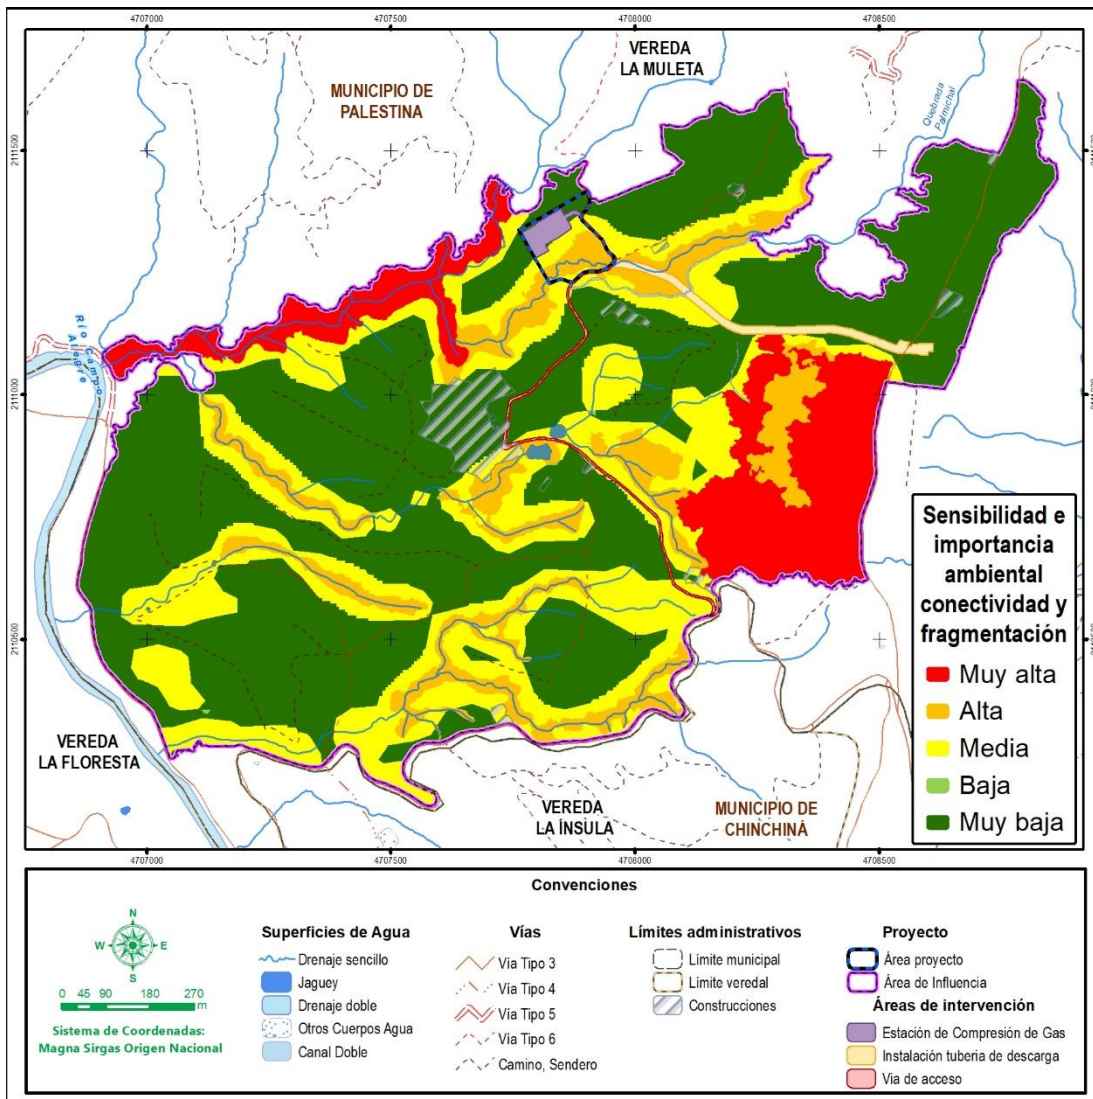 4707000
4707500
4708000
4708500
VEREDA
LA MULETA
MUNICIPIO DE
PALESTINA
Quebrada
Palmichal
2111500
Río Campo
Alegre
2111000
2110500
VEREDA
LA FLORESTA
VEREDA
LA ÍNSULA
MUNICIPIO DE
CHINCHINÁ
Sensibilidad e
importancia
ambiental
conectividad y
fragmentación
Muy alta
Alta
Media
Baja
Muy baja
4707000
4707500
4708000
4708500
Convenciones
N
W
E
S
0 45 90 180 270
m
Sistema de Coordenadas:
Magna Sirgas Origen Nacional
Superficies de Agua
Drenaje sencillo
Jaguey
Drenaje doble
Otros Cuerpos Agua
Canal Doble
Vías
Vía Tipo 3
Vía Tipo 4
Vía Tipo 5
Vía Tipo 6
Camino, Sendero
Límites administrativos
Límite municipal
Límite veredal
Construcciones
Proyecto
Área proyecto
Área de Influencia
Áreas de intervención
Estación de Compresión de Gas
Instalación tuberia de descarga
Via de acceso